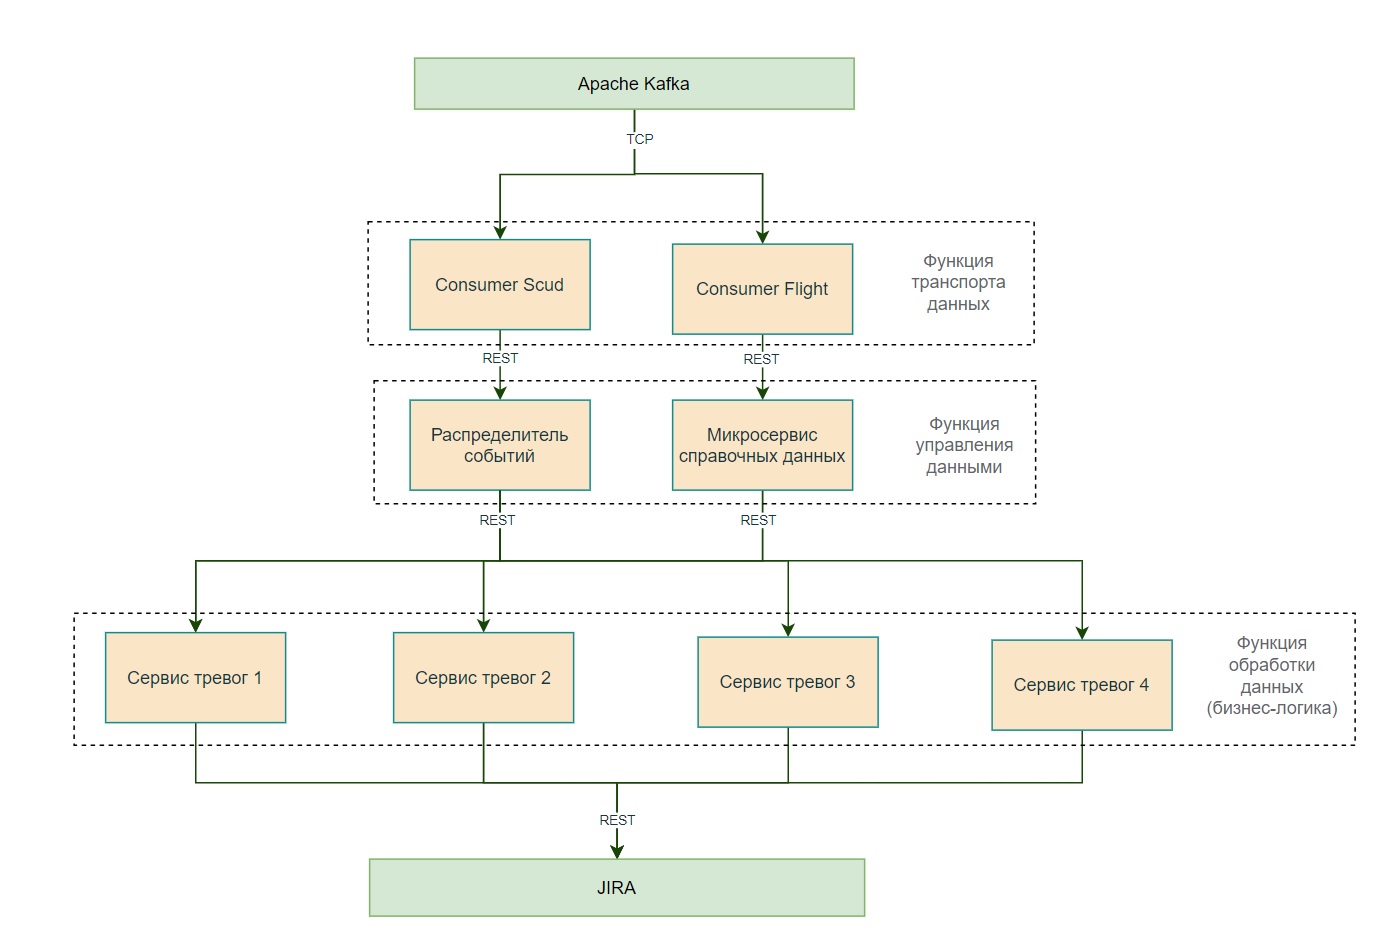 Apache Kafka
TCP
Consumer Scud
Consumer Flight
Функция
транспорта
данных
REST
REST
Распределитель
событий
Микросервис
справочных данных
Функция
управления
данными
REST
REST
Сервис тревог 1
Сервис тревог 2
Сервис тревог 3
Сервис тревог 4
Функция
обработки
данных
(бизнес-логика)
REST
JIRA